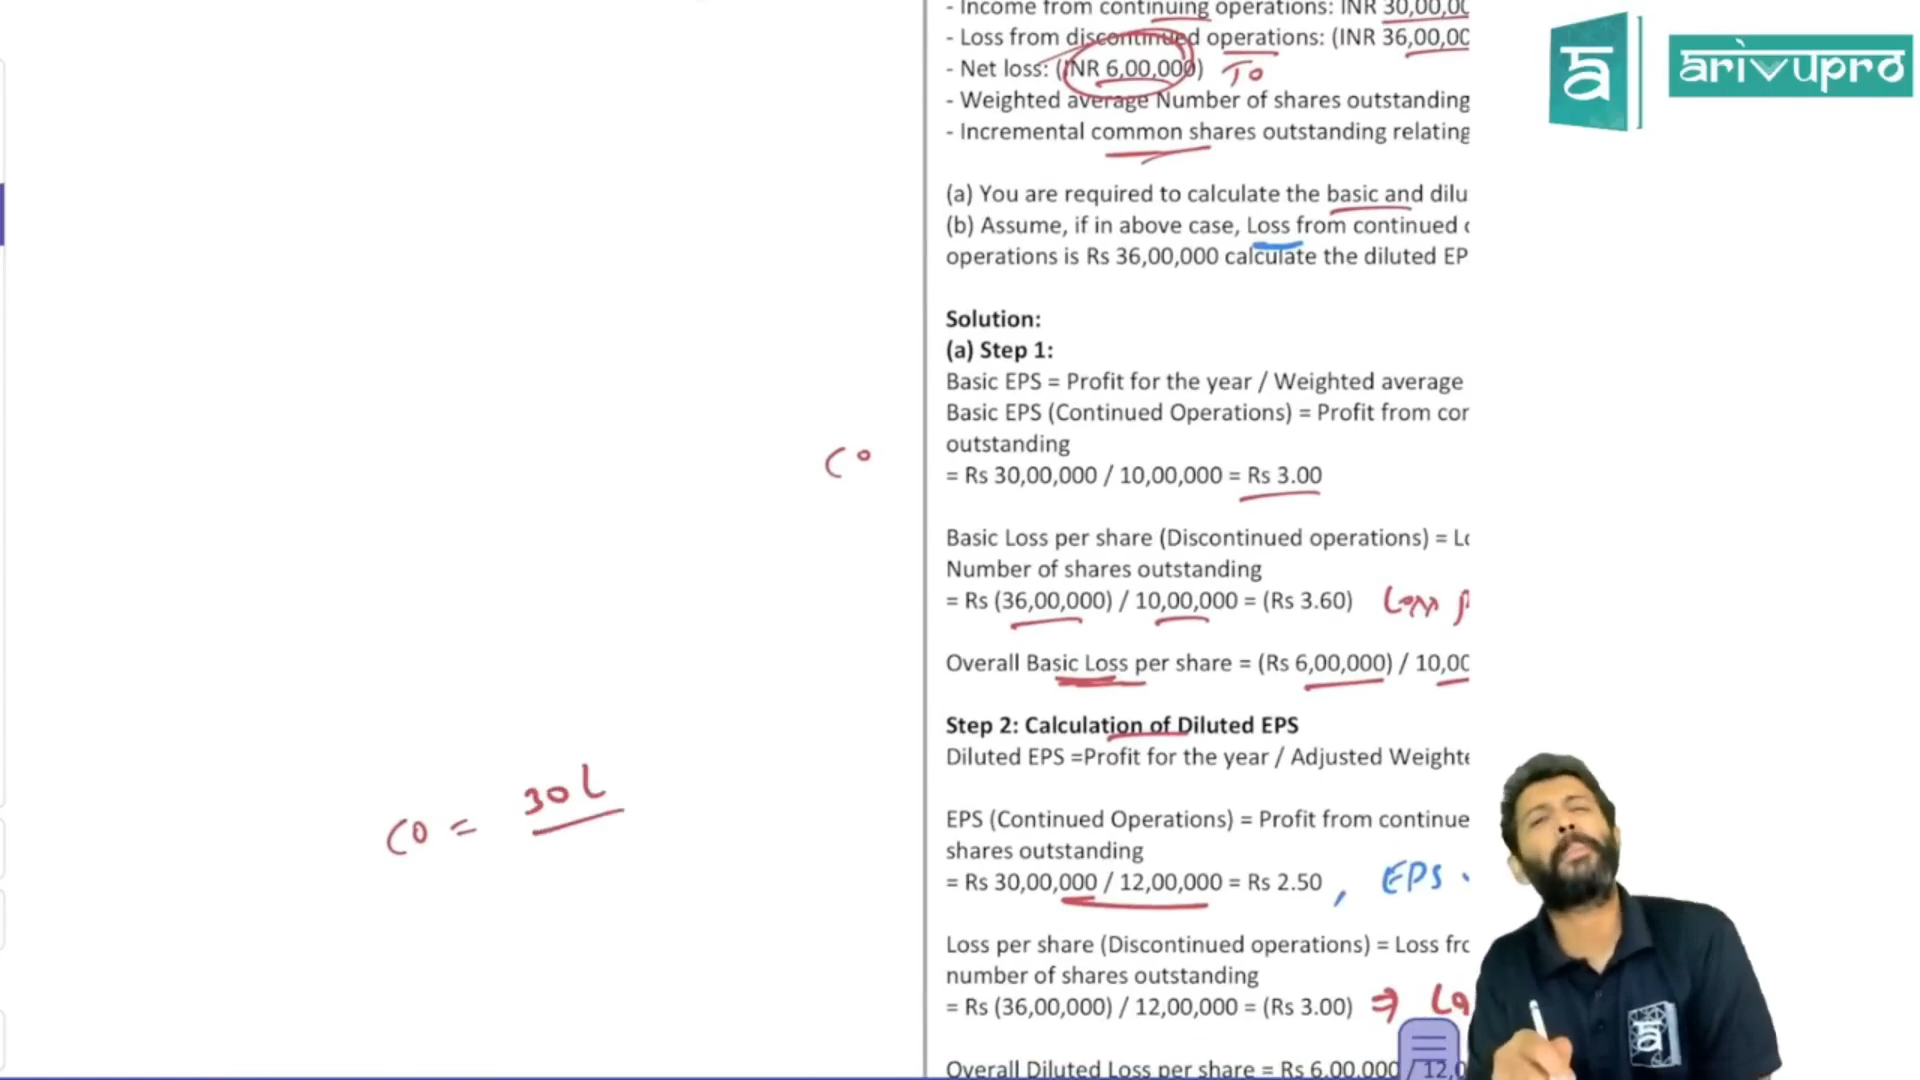 - Income from continuing operations: INR 30,00,00
- Loss from discontinued operations: (INR 36,00,00
- Net loss: (INR 6,00,000) TO
- Weighted average Number of shares outstanding
- Incremental common shares outstanding relating
(a) You are required to calculate the basic and dilu
(b) Assume, if in above case, Loss from continued
operations is Rs 36,00,000 calculate the diluted EP
Solution:
(a) Step 1:
Basic EPS = Profit for the year / Weighted average
Basic EPS (Continued Operations) = Profit from cor
outstanding
= Rs 30,00,000 / 10,00,000 = Rs 3.00
Basic Loss per share (Discontinued operations) = Lo
Number of shares outstanding
= Rs (36,00,000) / 10,00,000 = (Rs 3.60) Loss
Overall Basic Loss per share = (Rs 6,00,000) / 10,00
Step 2: Calculation of Diluted EPS
Diluted EPS =Profit for the year / Adjusted Weighte
EPS (Continued Operations) = Profit from continue
shares outstanding
= Rs 30,00,000 / 12,00,000 = Rs 2.50 , EPS
Loss per share (Discontinued operations) = Loss fro
number of shares outstanding
= Rs (36,00,000) / 12,00,000 = (Rs 3.00) ⇒
Overall Diluted Loss per share = Rs 6,00,000 / 12,0
CO
CO = 30L
arivupro